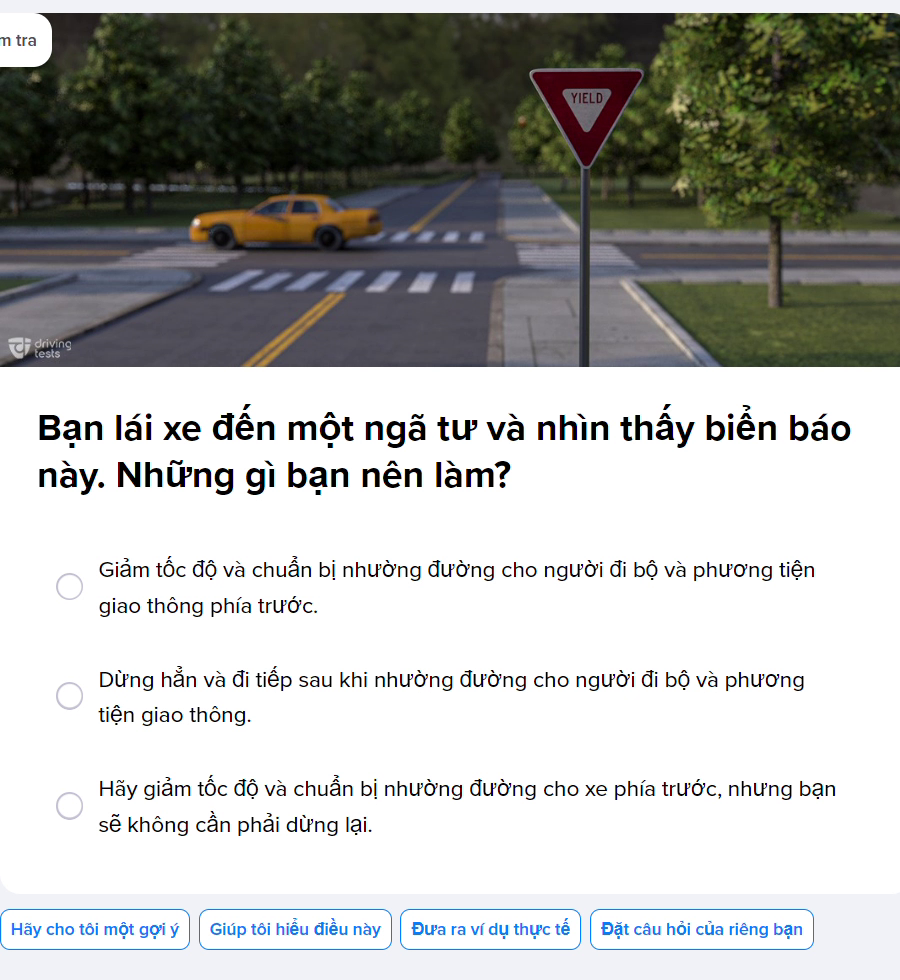 m tra
YIELD
driving
tests
Bạn lái xe đến một ngã tư và nhìn thấy biển báo
này. Những gì bạn nên làm?
Giảm tốc độ và chuẩn bị nhường đường cho người đi bộ và phương tiện
giao thông phía trước.
Dừng hẳn và đi tiếp sau khi nhường đường cho người đi bộ và phương
tiện giao thông.
Hãy giảm tốc độ và chuẩn bị nhường đường cho xe phía trước, nhưng bạn
sẽ không cần phải dừng lại.
Hãy cho tôi một gợi ý
Giúp tôi hiểu điều này
Đưa ra ví dụ thực tế
Đặt câu hỏi của riêng bạn